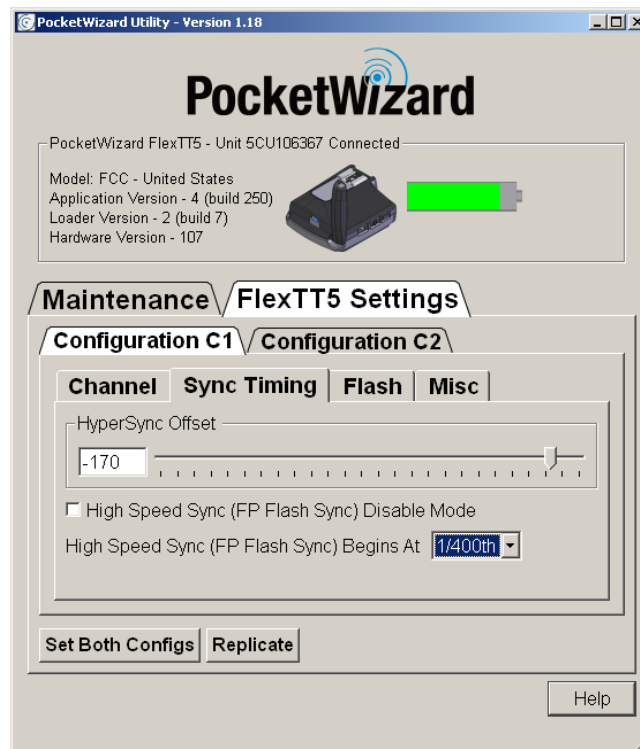 PocketWizard Utility - Version 1.18
PocketWizard
PocketWizard FlexTT5 - Unit 5CU106367 Connected
Model: FCC - United States
Application Version - 4 (build 250)
Loader Version - 2 (build 7)
Hardware Version - 107
Maintenance FlexTT5 Settings
Configuration C1 Configuration C2
Channel Sync Timing Flash Misc
HyperSync Offset
-170
High Speed Sync (FP Flash Sync) Disable Mode
High Speed Sync (FP Flash Sync) Begins At 1/400th
Set Both Configs Replicate
Help